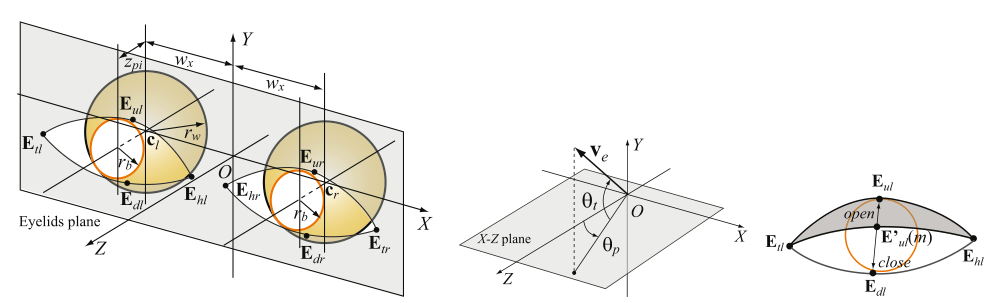 Y
w_x
z_pi
w_x
E_ul
r_w
E_tl
c_l
E_ur
r_b
O
E_hr
c_r
E_dl
E_hl
r_b
X
Eyelids plane
E_tr
Z
E_dr
Y
v_e
θ_t
O
X-Z plane
θ_p
X
Z
E_ul
open
E'_ul(m)
E_tl
E_hl
close
E_dl